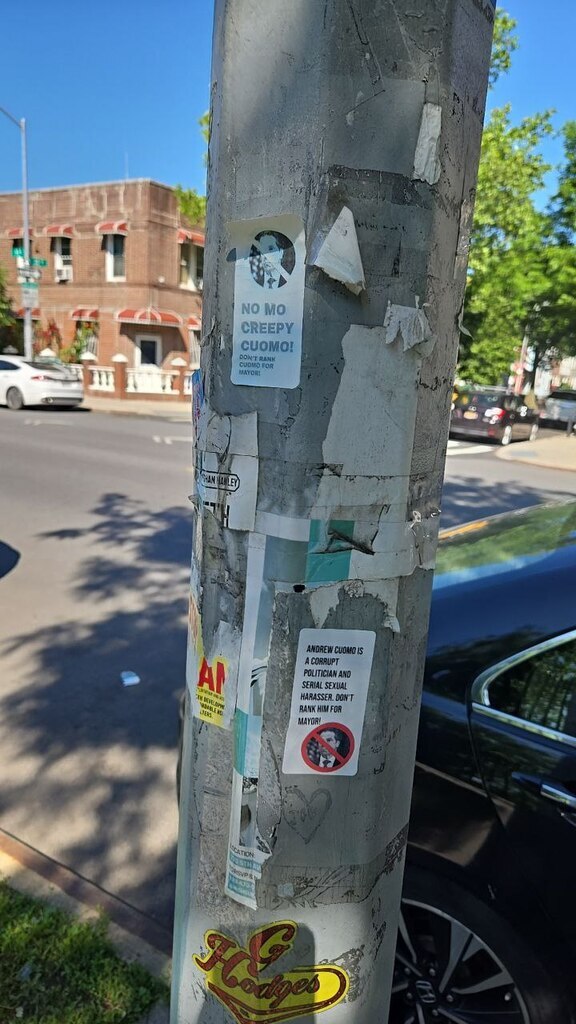 NO MO
CREEPY
CUOMO!
DON'T RANK
CUOMO FOR
MAYOR!
ANDREW CUOMO IS
A CORRUPT
POLITICIAN AND
SERIAL SEXUAL
HARASSER. DON'T
RANK HIM FOR
MAYOR!
G
Hodges